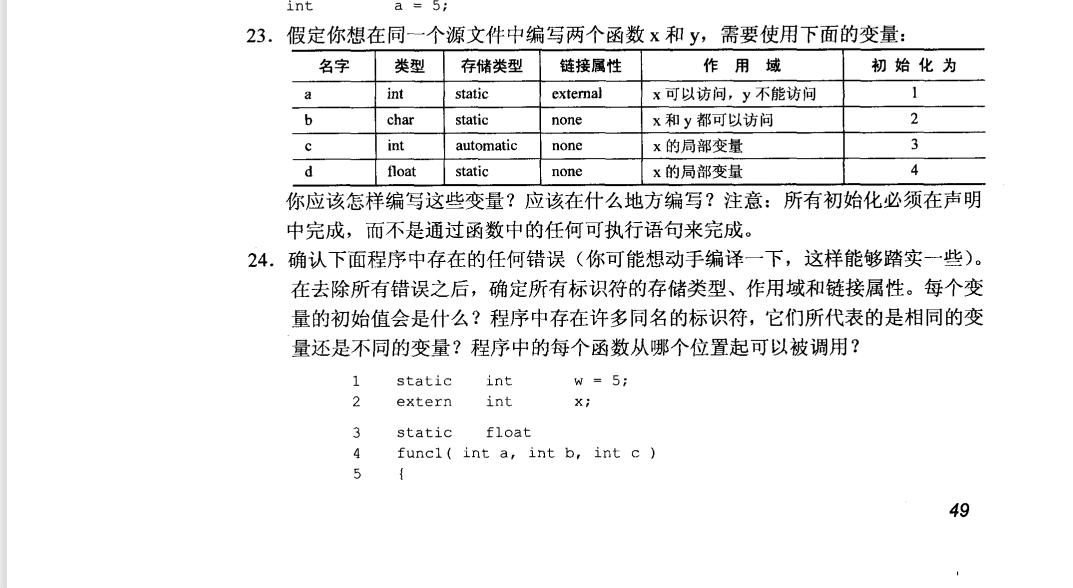 int a = 5;
23. 假定你想在同一个源文件中编写两个函数 x 和 y，需要使用下面的变量：
名字 类型 存储类型 链接属性 作 用 域 初 始 化 为
a int static external x 可以访问，y 不能访问 1
b char static none x 和 y 都可以访问 2
c int automatic none x 的局部变量 3
d float static none x 的局部变量 4
你应该怎样编写这些变量？应该在什么地方编写？注意：所有初始化必须在声明
中完成，而不是通过函数中的任何可执行语句来完成。
24. 确认下面程序中存在的任何错误（你可能想动手编译一下，这样能够踏实一些）。
在去除所有错误之后，确定所有标识符的存储类型、作用域和链接属性。每个变
量的初始值会是什么？程序中存在许多同名的标识符，它们所代表的是相同的变
量还是不同的变量？程序中的每个函数从哪个位置起可以被调用？
1 static int w = 5;
2 extern int x;
3 static float
4 func1( int a, int b, int c )
5 {
49